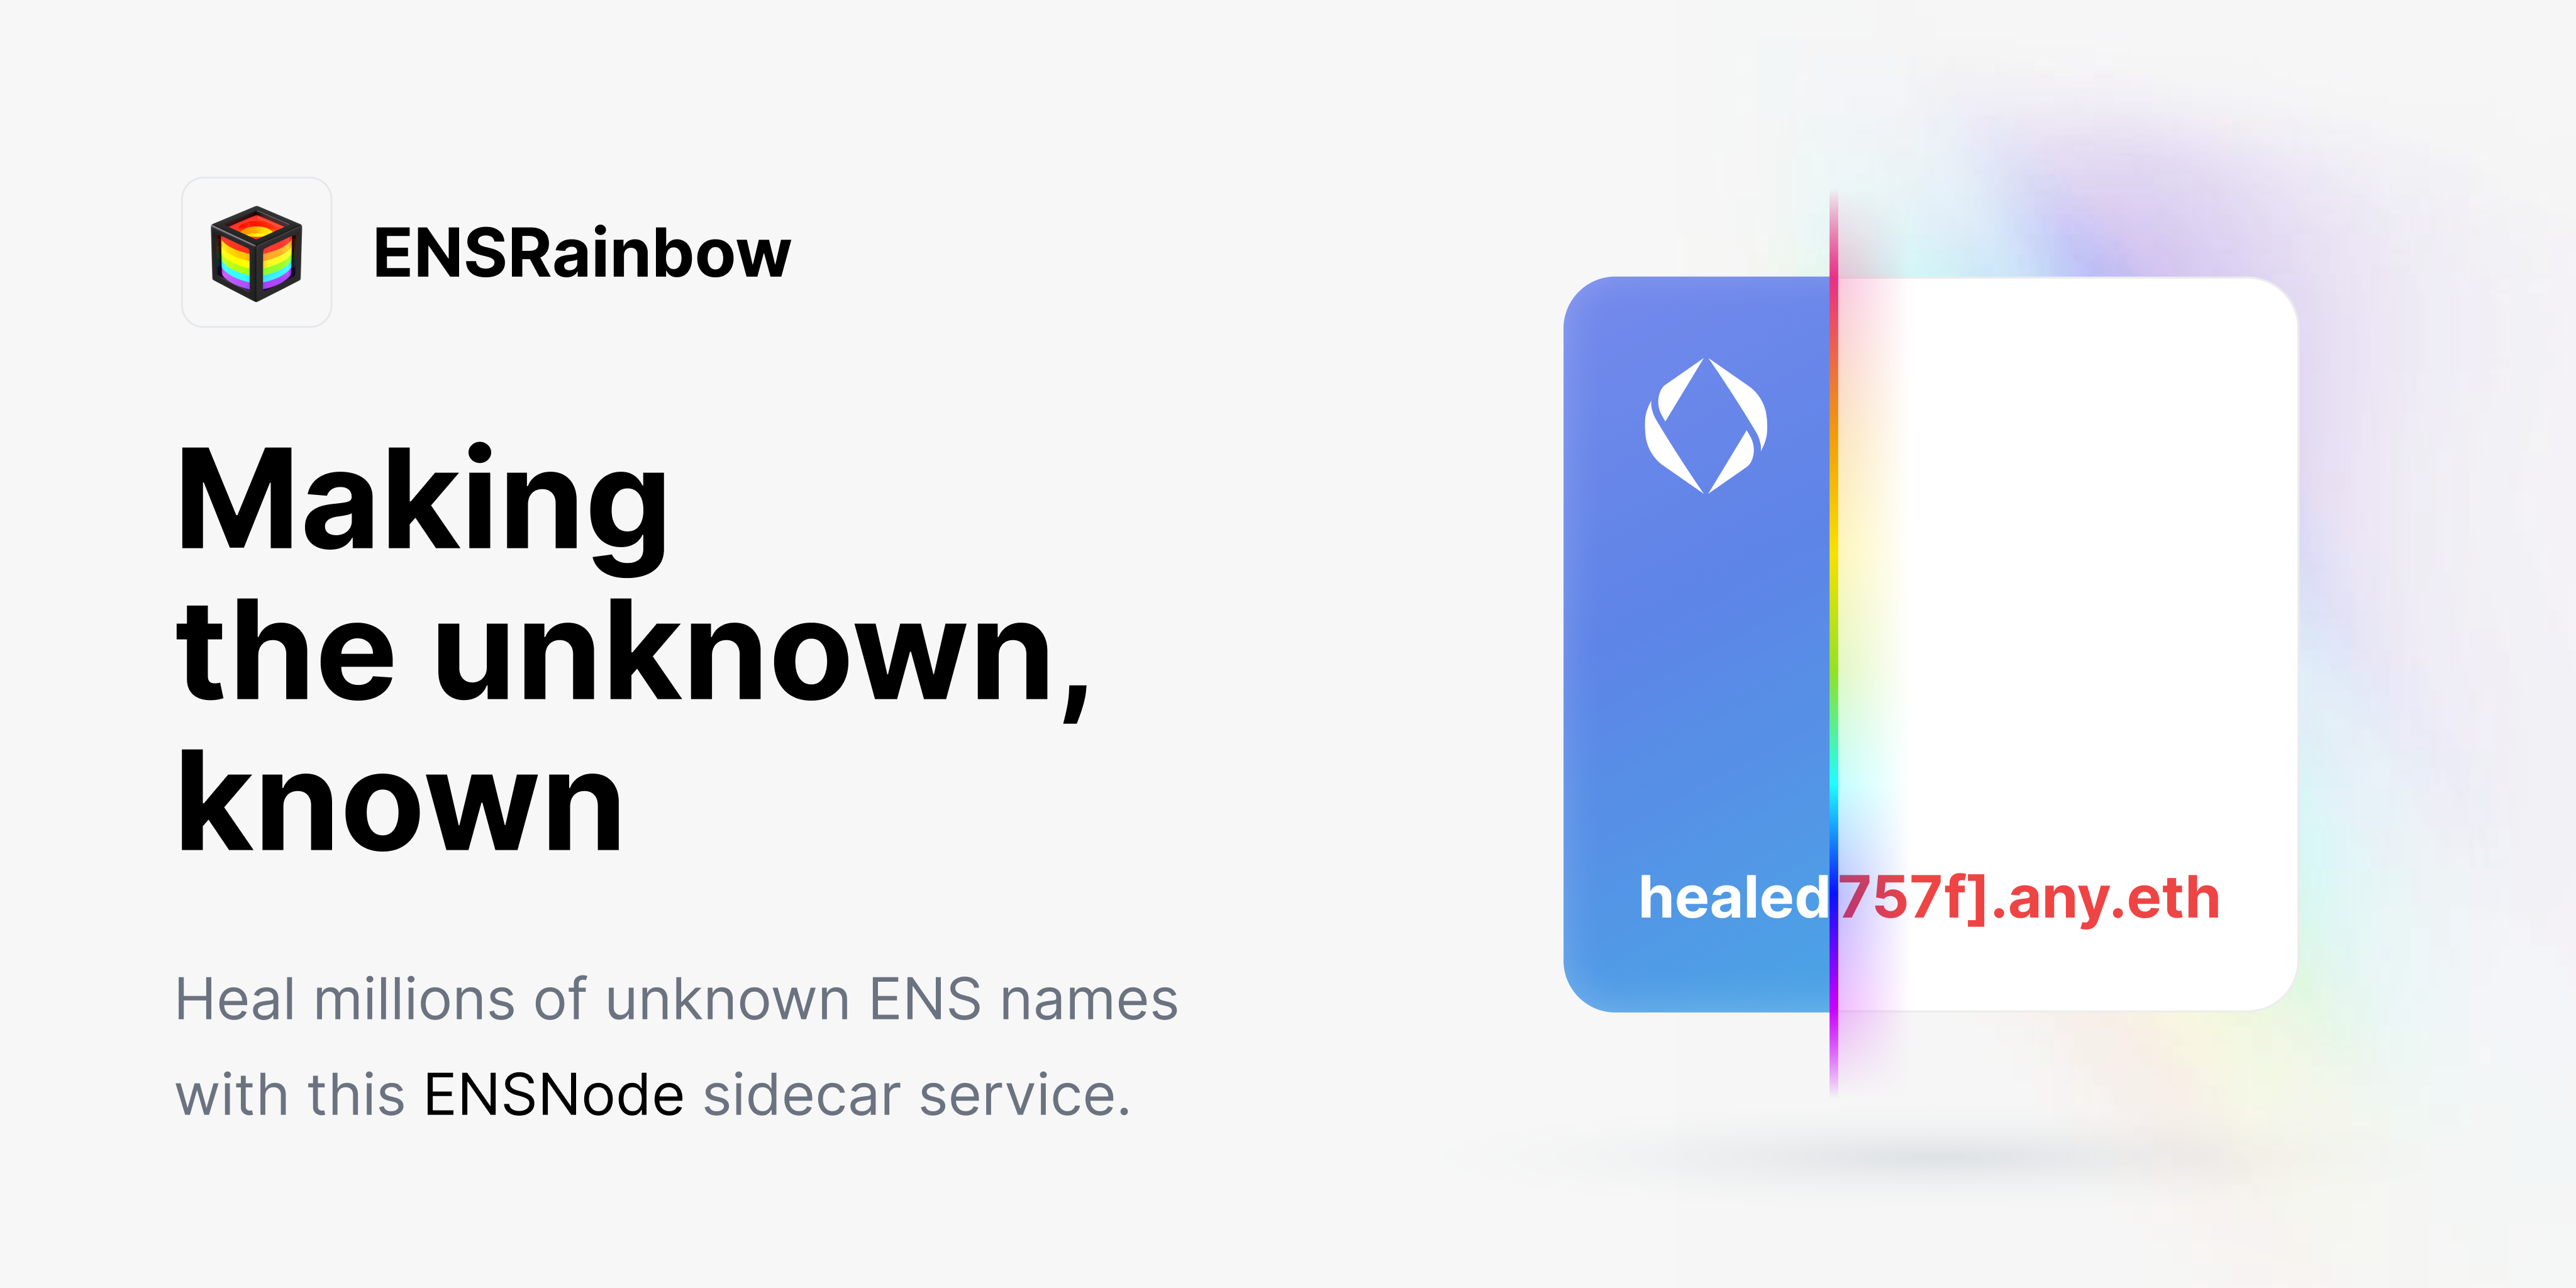 ENSRainbow
Making
the unknown,
known
Heal millions of unknown ENS names
with this ENSNode sidecar service.
healed757f].any.eth